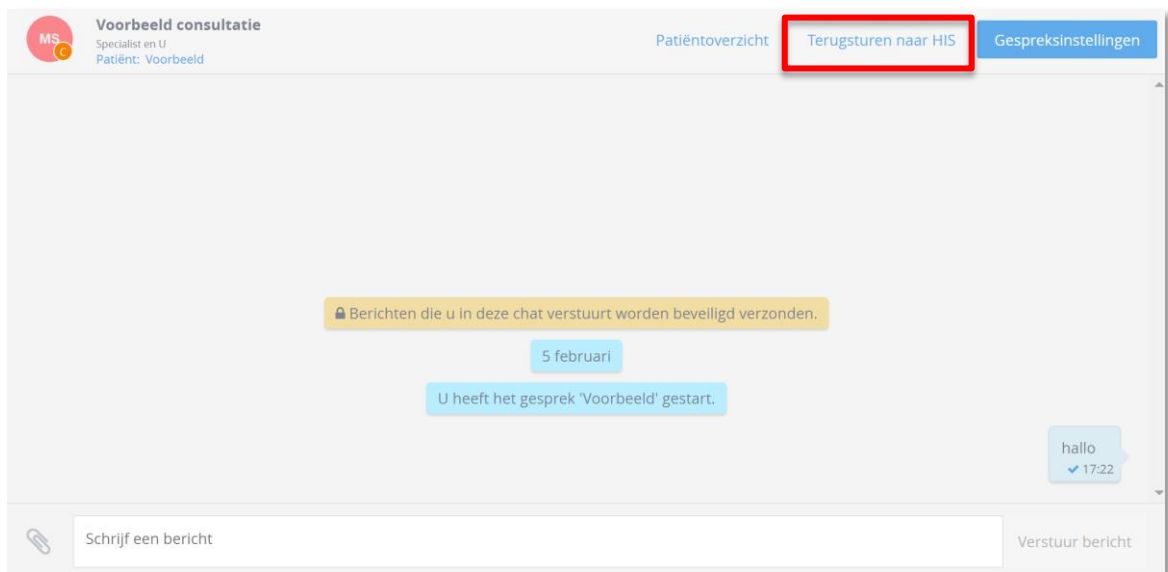 MS
C
Voorbeeld consultatie
Specialist en U
Patiënt: Voorbeeld
Patiëntoverzicht
Terugsturen naar HIS
Gespreksinstellingen
Berichten die u in deze chat verstuurt worden beveiligd verzonden.
5 februari
U heeft het gesprek 'Voorbeeld' gestart.
hallo
17:22
Schrijf een bericht
Verstuur bericht